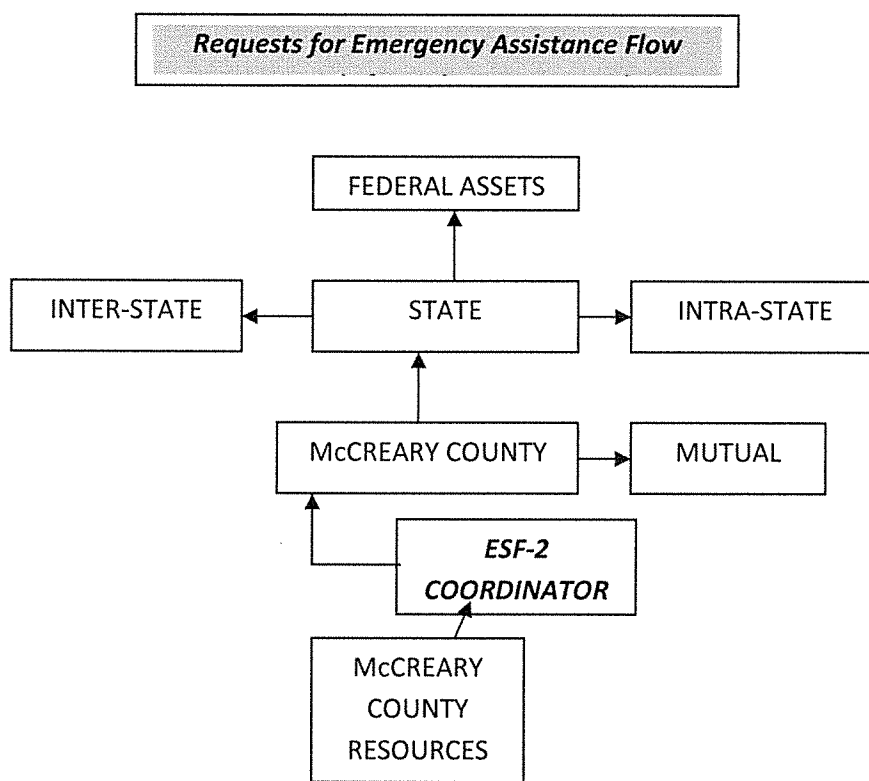 Requests for Emergency Assistance Flow
FEDERAL ASSETS
INTER-STATE
STATE
INTRA-STATE
McCREARY COUNTY
MUTUAL
ESF-2
COORDINATOR
McCREARY
COUNTY
RESOURCES